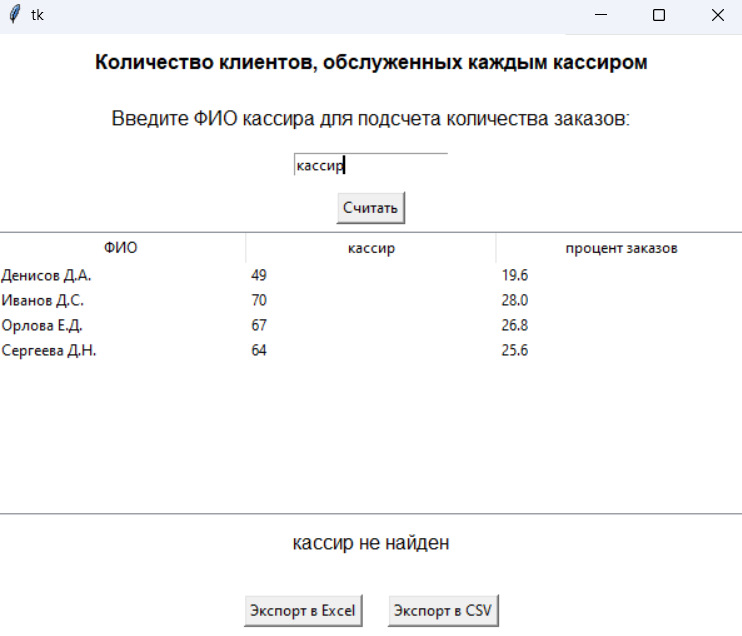 tk
Количество клиентов, обслуженных каждым кассиром
Введите ФИО кассира для подсчета количества заказов:
кассир
Считать
ФИО кассир процент заказов
Денисов Д.А. 49 19.6
Иванов Д.С. 70 28.0
Орлова Е.Д. 67 26.8
Сергеева Д.Н. 64 25.6
кассир не найден
Экспорт в Excel Экспорт в CSV